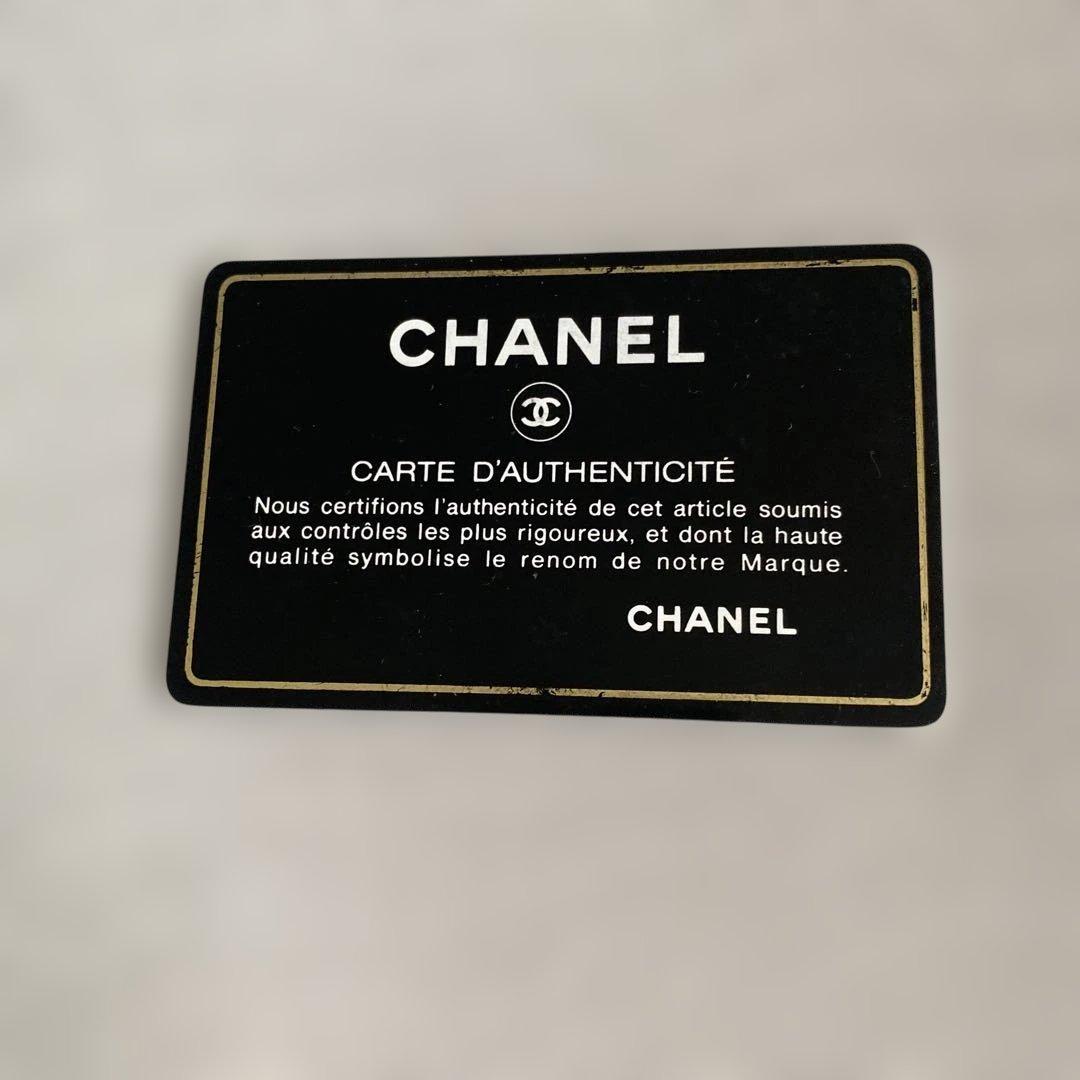 CHANEL
CARTE D'AUTHENTICITÉ
Nous certifions l'authenticité de cet article soumis
aux contrôles les plus rigoureux, et dont la haute
qualité symbolise le renom de notre Marque.
CHANEL